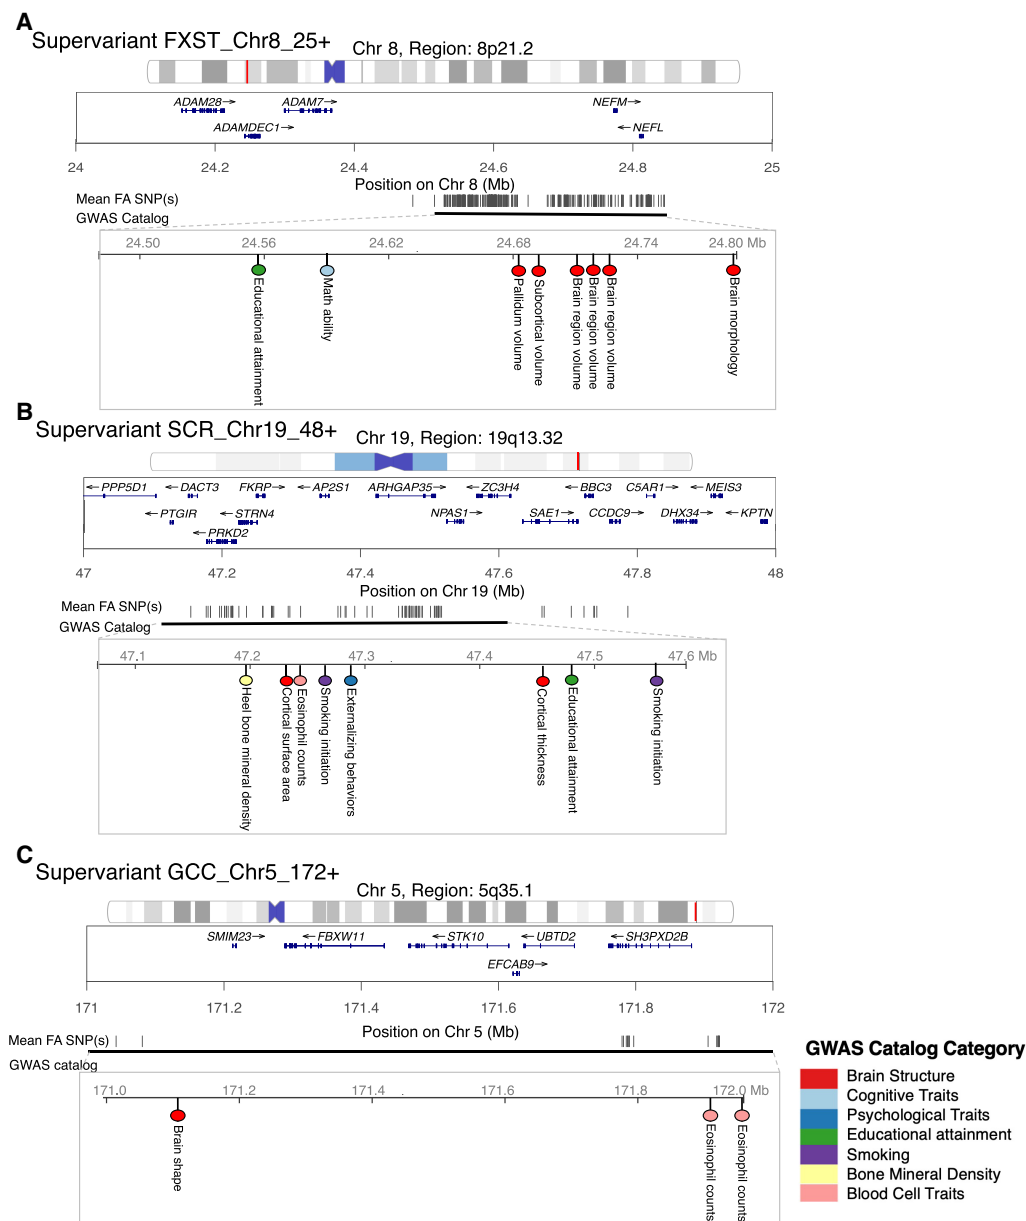 A
Supervariant FXST_Chr8_25+
Chr 8, Region: 8p21.2
ADAM28→ ADAM7→ NEFM→
ADAMDEC1→ ←NEFL
24 24.2 24.4 24.6 24.8 25
Position on Chr 8 (Mb)
Mean FA SNP(s)
GWAS Catalog
24.50 24.56 24.62 24.68 24.74 24.80 Mb
Educational attainment
Math ability
Pallidum volume
Subcortical volume
Brain region volume
Brain region volume
Brain region volume
Brain morphology
B
Supervariant SCR_Chr19_48+
Chr 19, Region: 19q13.32
←PPP5D1 ←DACT3 FKRP→ ←AP2S1 ARHGAP35→ ←ZC3H4 ←BBC3 C5AR1→ ←MEIS3
←PTGIR ←STRN4 NPAS1→ SAE1→ CCDC9→ DHX34→ ←KPTN
←PRKD2
47 47.2 47.4 47.6 47.8 48
Position on Chr 19 (Mb)
Mean FA SNP(s)
GWAS Catalog
47.1 47.2 47.3 47.4 47.5 47.6 Mb
Heel bone mineral density
Cortical surface area
Eosinophil counts
Smoking initiation
Externalizing behaviors
Cortical thickness
Educational attainment
Smoking initiation
C
Supervariant GCC_Chr5_172+
Chr 5, Region: 5q35.1
SMIM23→ ←FBXW11 ←STK10 ←UBTD2 ←SH3PXD2B
EFCAB9→
171 171.2 171.4 171.6 171.8 172
Position on Chr 5 (Mb)
Mean FA SNP(s)
GWAS catalog
171.0 171.2 171.4 171.6 171.8 172.0 Mb
Brain shape
Eosinophil counts
Eosinophil counts
GWAS Catalog Category
Brain Structure
Cognitive Traits
Psychological Traits
Educational attainment
Smoking
Bone Mineral Density
Blood Cell Traits